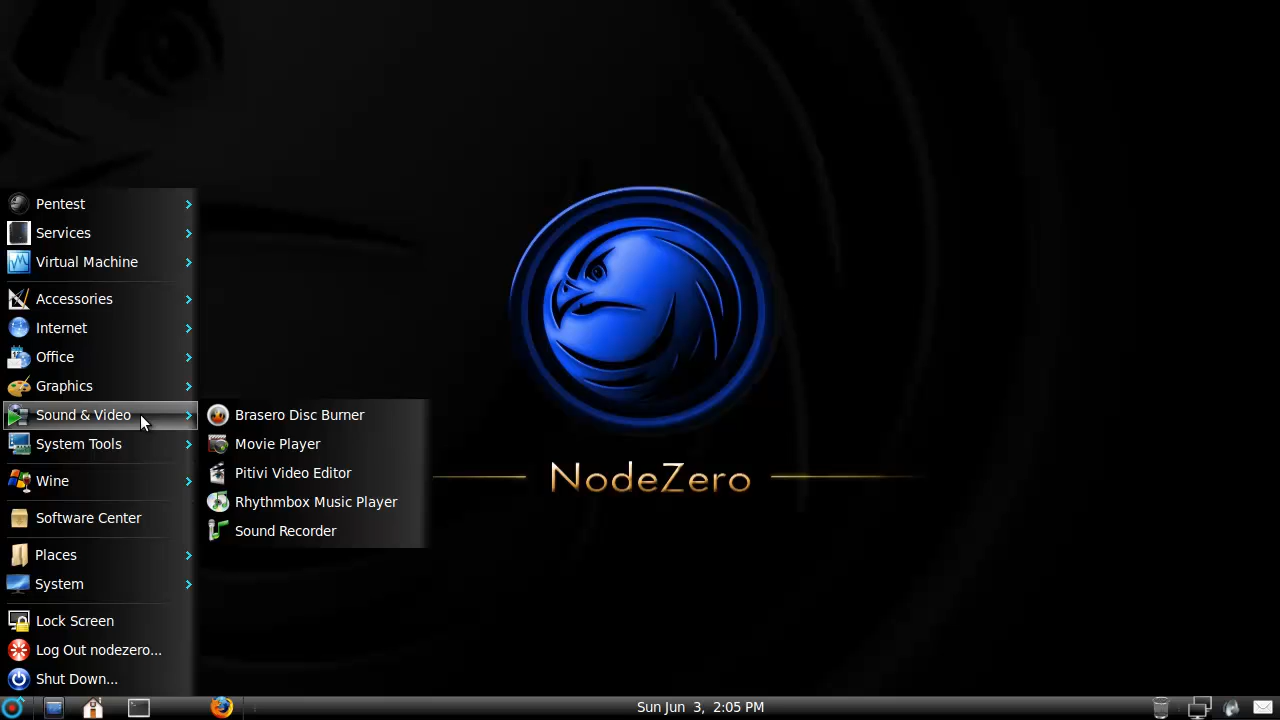 Pentest
Services
Virtual Machine
Accessories
Internet
Office
Graphics
Sound & Video
System Tools
Wine
Software Center
Places
System
Lock Screen
Log Out nodezero...
Shut Down...
Brasero Disc Burner
Movie Player
Pitivi Video Editor
Rhythmbox Music Player
Sound Recorder
NodeZero
Sun Jun 3, 2:05 PM